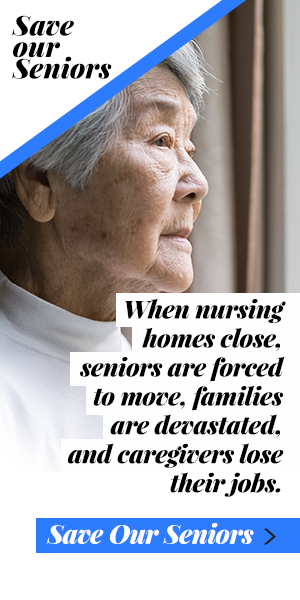 Save
our
Seniors
When nursing
homes close,
seniors are forced
to move, families
are devastated,
and caregivers lose
their jobs.
Save Our Seniors >